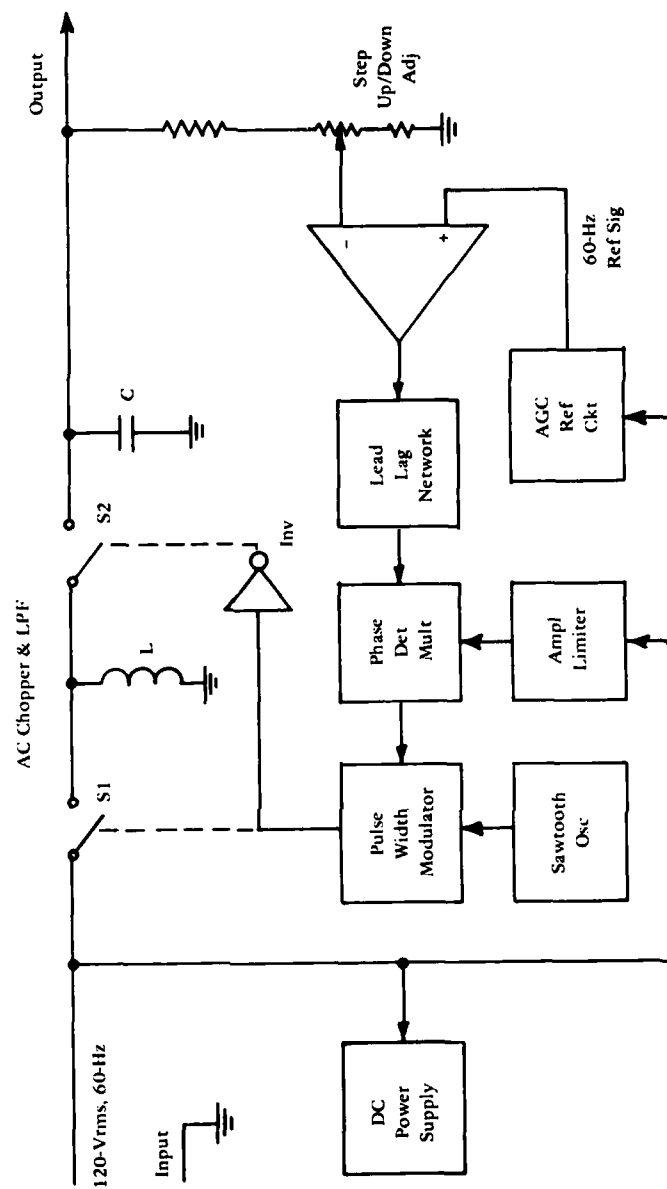 AC Chopper & LPF
Output
120-Vrms, 60-Hz
Input
S1
L
S2
C
Inv
Step
Up/Down
Adj
-
+
60-Hz
Ref Sig
DC
Power
Supply
Pulse
Width
Modulator
Phase
Det
Mult
Lead
Lag
Network
Sawtooth
Osc
Ampl
Limiter
AGC
Ref
Ckt